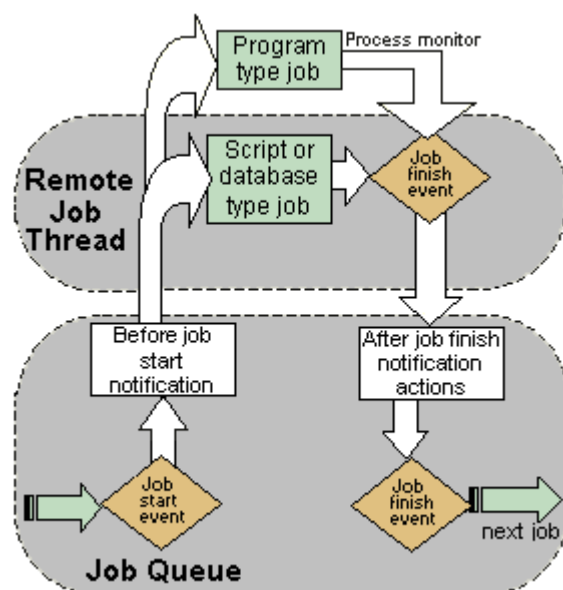 Program
type job
Process monitor
Remote
Job
Thread
Script or
database
type job
Job
finish
event
Before job
start
notification
After job finish
notification
actions
Job
start
event
Job
finish
event
next job
Job Queue